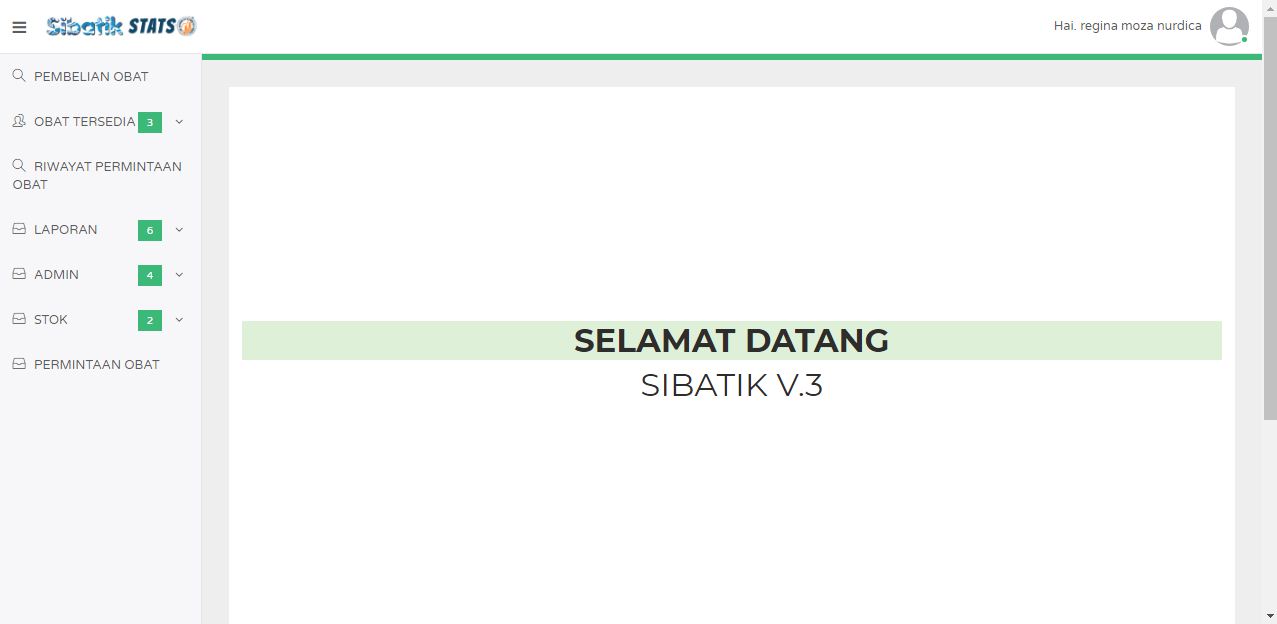 Sibatik STATS
Hai. regina moza nurdica
PEMBELIAN OBAT
OBAT TERSEDIA 3
RIWAYAT PERMINTAAN
OBAT
LAPORAN 6
ADMIN 4
STOK 2
PERMINTAAN OBAT
SELAMAT DATANG
SIBATIK V.3